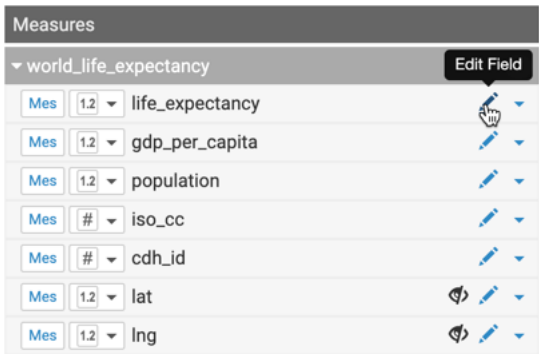 Measures
world_life_expectancy Edit Field
Mes 1.2 life_expectancy
Mes 1.2 gdp_per_capita
Mes 1.2 population
Mes # iso_cc
Mes # cdh_id
Mes 1.2 lat
Mes 1.2 lng